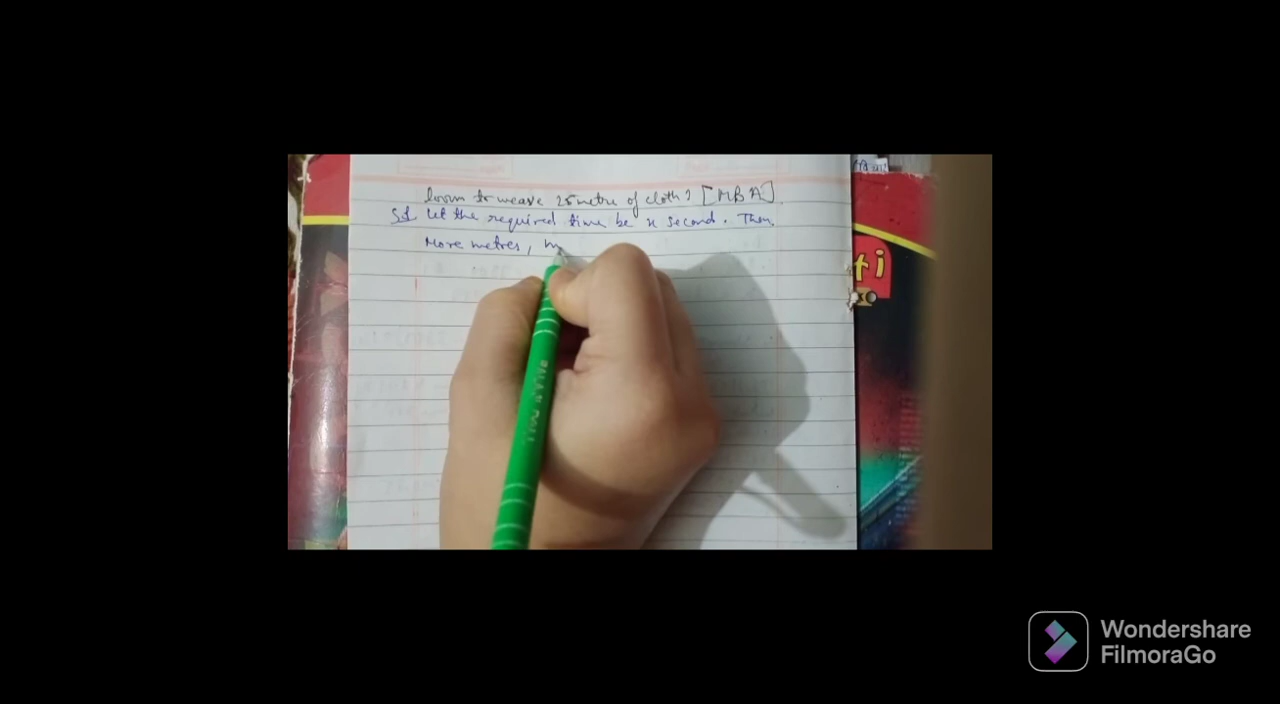 loom to weave 25 metre of cloth? [MBA]
Sol. Let the required time be x second. Then,
More metres, m
ti
Wondershare
FilmoraGo